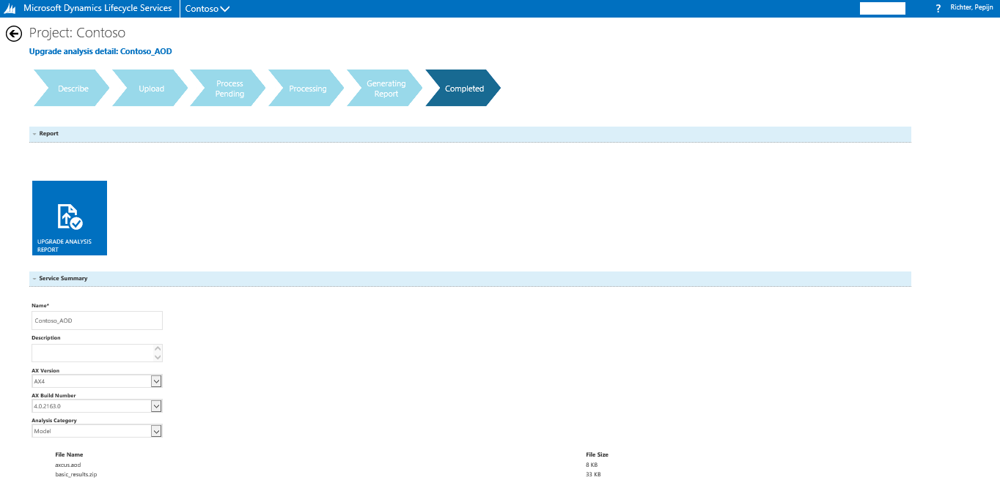 Microsoft Dynamics Lifecycle Services Contoso ? Richter, Pepijn
Project: Contoso
Upgrade analysis detail: Contoso_AOD
Describe
Upload
Process
Pending
Processing
Generating
Report
Completed
Report
UPGRADE ANALYSIS
REPORT
Service Summary
Name*
Contoso_AOD
Description
AX Version
AX4
AX Build Number
4.0.2163.0
Analysis Category
Model
File Name File Size
axcus.aod 8 KB
basic_results.zip 33 KB